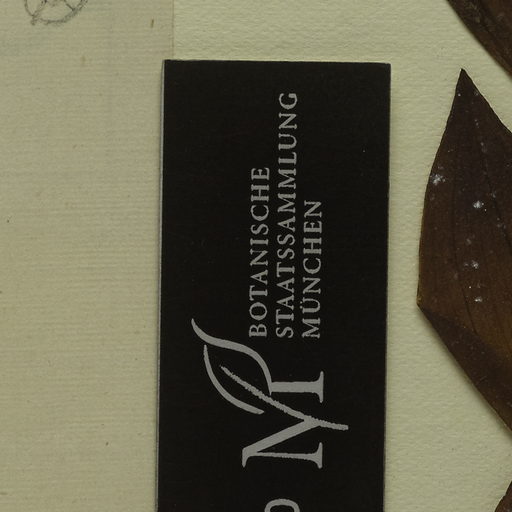 BOTANISCHE
STAATSSAMMLUNG
MÜNCHEN
M